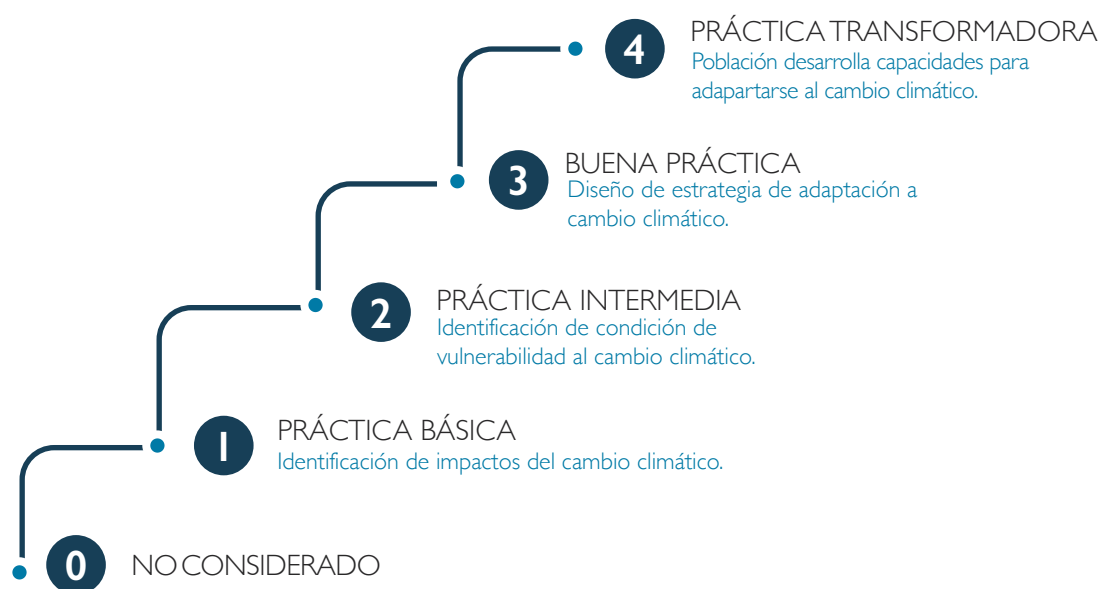 4
PRÁCTICA TRANSFORMADORA
Población desarrolla capacidades para
adapartarse al cambio climático.
3
BUENA PRÁCTICA
Diseño de estrategia de adaptación a
cambio climático.
2
PRÁCTICA INTERMEDIA
Identificación de condición de
vulnerabilidad al cambio climático.
1
PRÁCTICA BÁSICA
Identificación de impactos del cambio climático.
0
NO CONSIDERADO